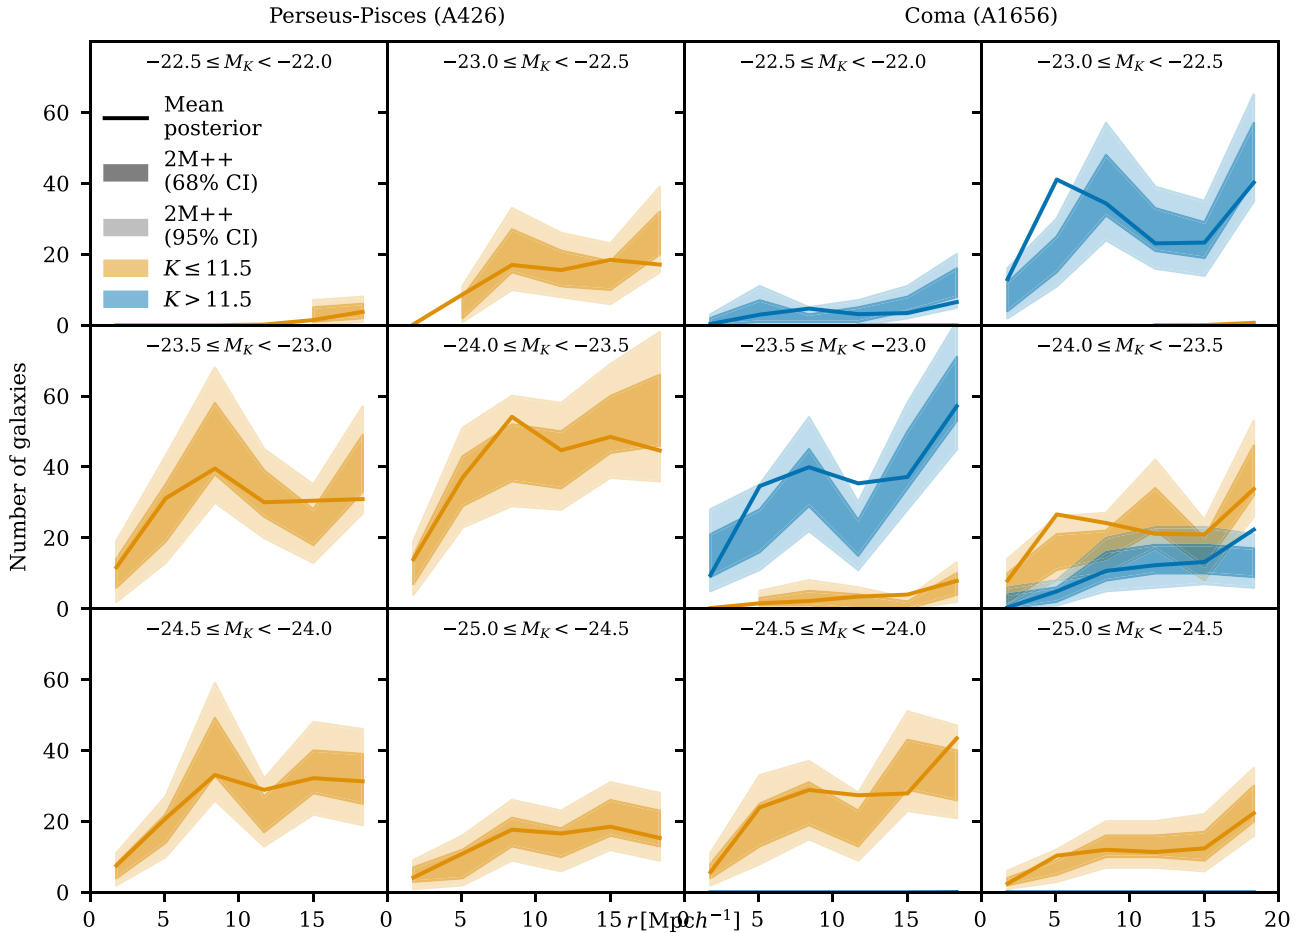 Perseus-Pisces (A426)
Coma (A1656)
−22.5 ≤ M_K < −22.0
−23.0 ≤ M_K < −22.5
−22.5 ≤ M_K < −22.0
−23.0 ≤ M_K < −22.5
Mean
posterior
2M++
(68% CI)
2M++
(95% CI)
K ≤ 11.5
K > 11.5
60
40
20
0
−23.5 ≤ M_K < −23.0
−24.0 ≤ M_K < −23.5
−23.5 ≤ M_K < −23.0
−24.0 ≤ M_K < −23.5
Number of galaxies
60
40
20
0
−24.5 ≤ M_K < −24.0
−25.0 ≤ M_K < −24.5
−24.5 ≤ M_K < −24.0
−25.0 ≤ M_K < −24.5
60
40
20
0
0 5 10 15 0 5 10 15 0 5 10 15 0 5 10 15 20
r [Mpch⁻¹]